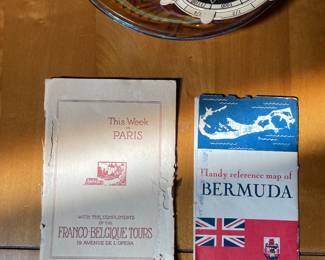 This Week
IN
PARIS
WITH THE COMPLIMENTS
OF THE
FRANCO-BELGIQUE TOURS
19 AVENUE DE L'OPERA
Handy reference map of
BERMUDA